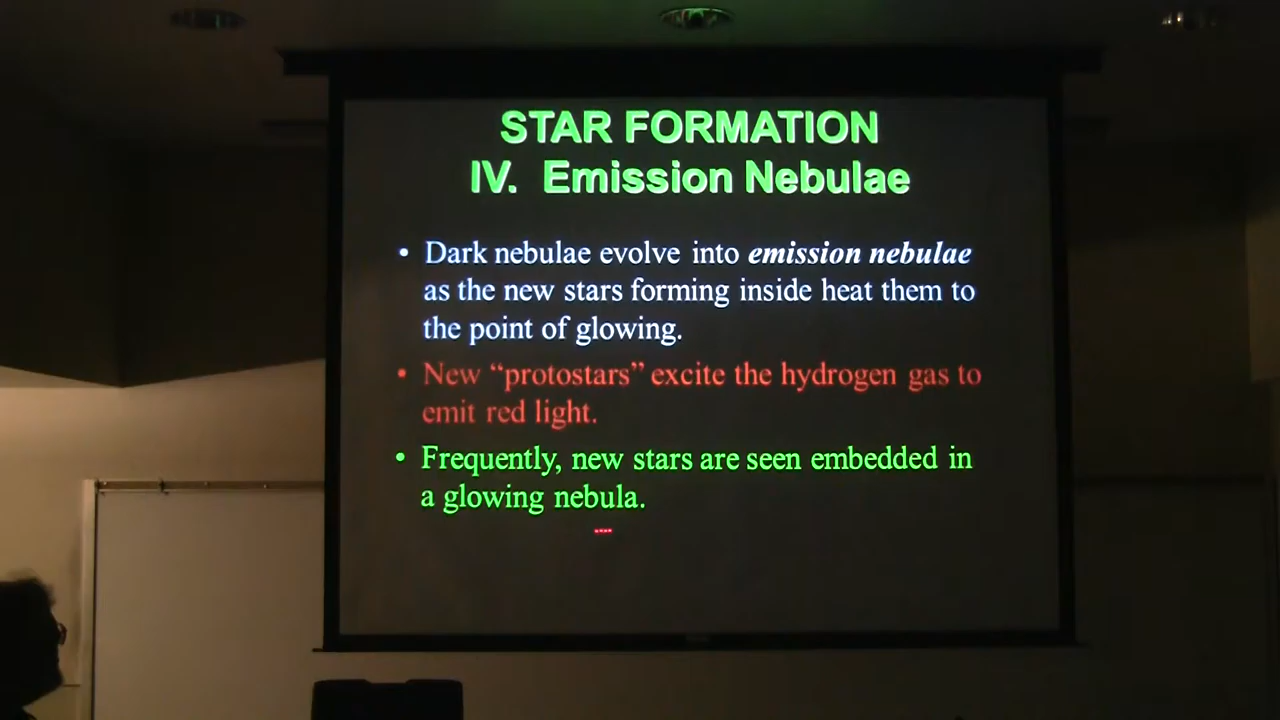 STAR FORMATION
IV. Emission Nebulae
• Dark nebulae evolve into emission nebulae
as the new stars forming inside heat them to
the point of glowing.
• New “protostars” excite the hydrogen gas to
emit red light.
• Frequently, new stars are seen embedded in
a glowing nebula.